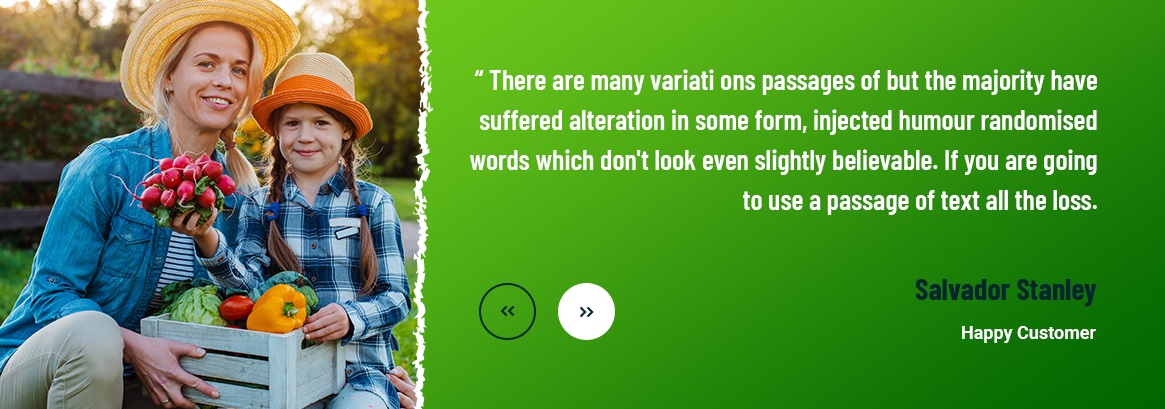 “ There are many variati ons passages of but the majority have
suffered alteration in some form, injected humour randomised
words which don't look even slightly believable. If you are going
to use a passage of text all the loss.
Salvador Stanley
Happy Customer